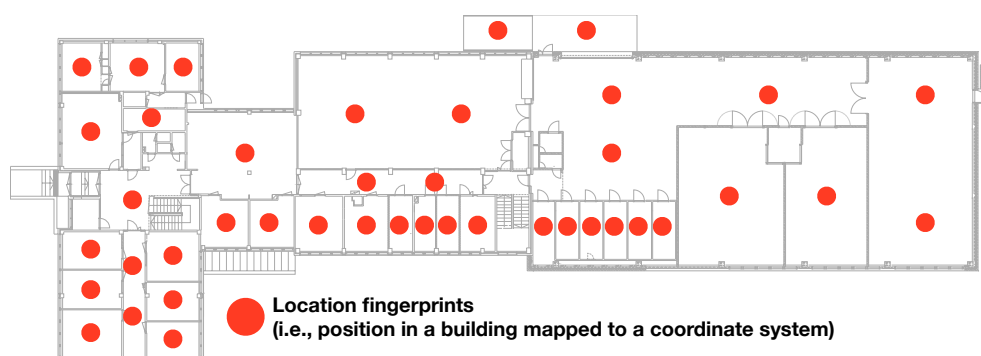 Location fingerprints
(i.e., position in a building mapped to a coordinate system)